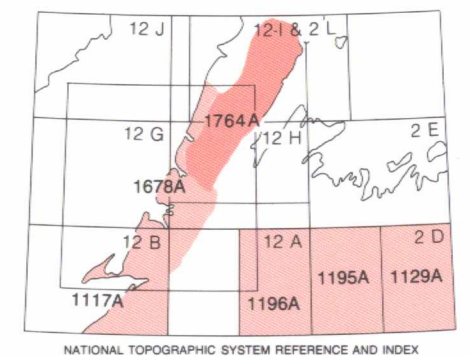 12 J 12 I & 2 L
1764A
12 G 12 H 2 E
1678A
12 B 12 A 2 D
1195A 1129A
1117A 1196A
NATIONAL TOPOGRAPHIC SYSTEM REFERENCE AND INDEX